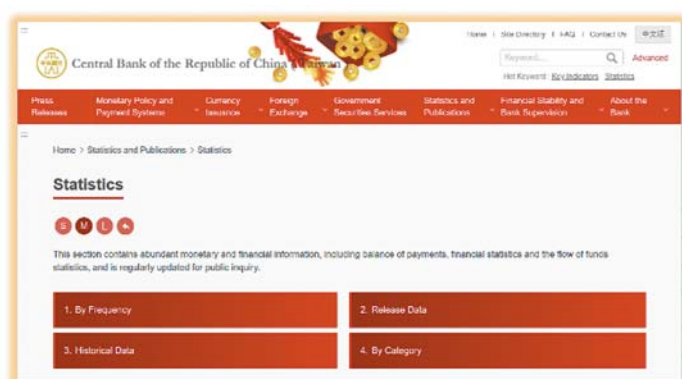 Home | Site Directory | FAQ | Contact Us 中文版
Central Bank of the Republic of China (Taiwan)
Keyword... Advanced
Hot Keyword: Key Indicators Statistics
Press Releases
Monetary Policy and Payment Systems
Currency Issuance
Foreign Exchange
Government Securities Services
Statistics and Publications
Financial Stability and Bank Supervision
About the Bank
Home > Statistics and Publications > Statistics
Statistics
S M L
This section contains abundant monetary and financial information, including balance of payments, financial statistics and the flow of funds
statistics, and is regularly updated for public inquiry.
1. By Frequency
2. Release Data
3. Historical Data
4. By Category